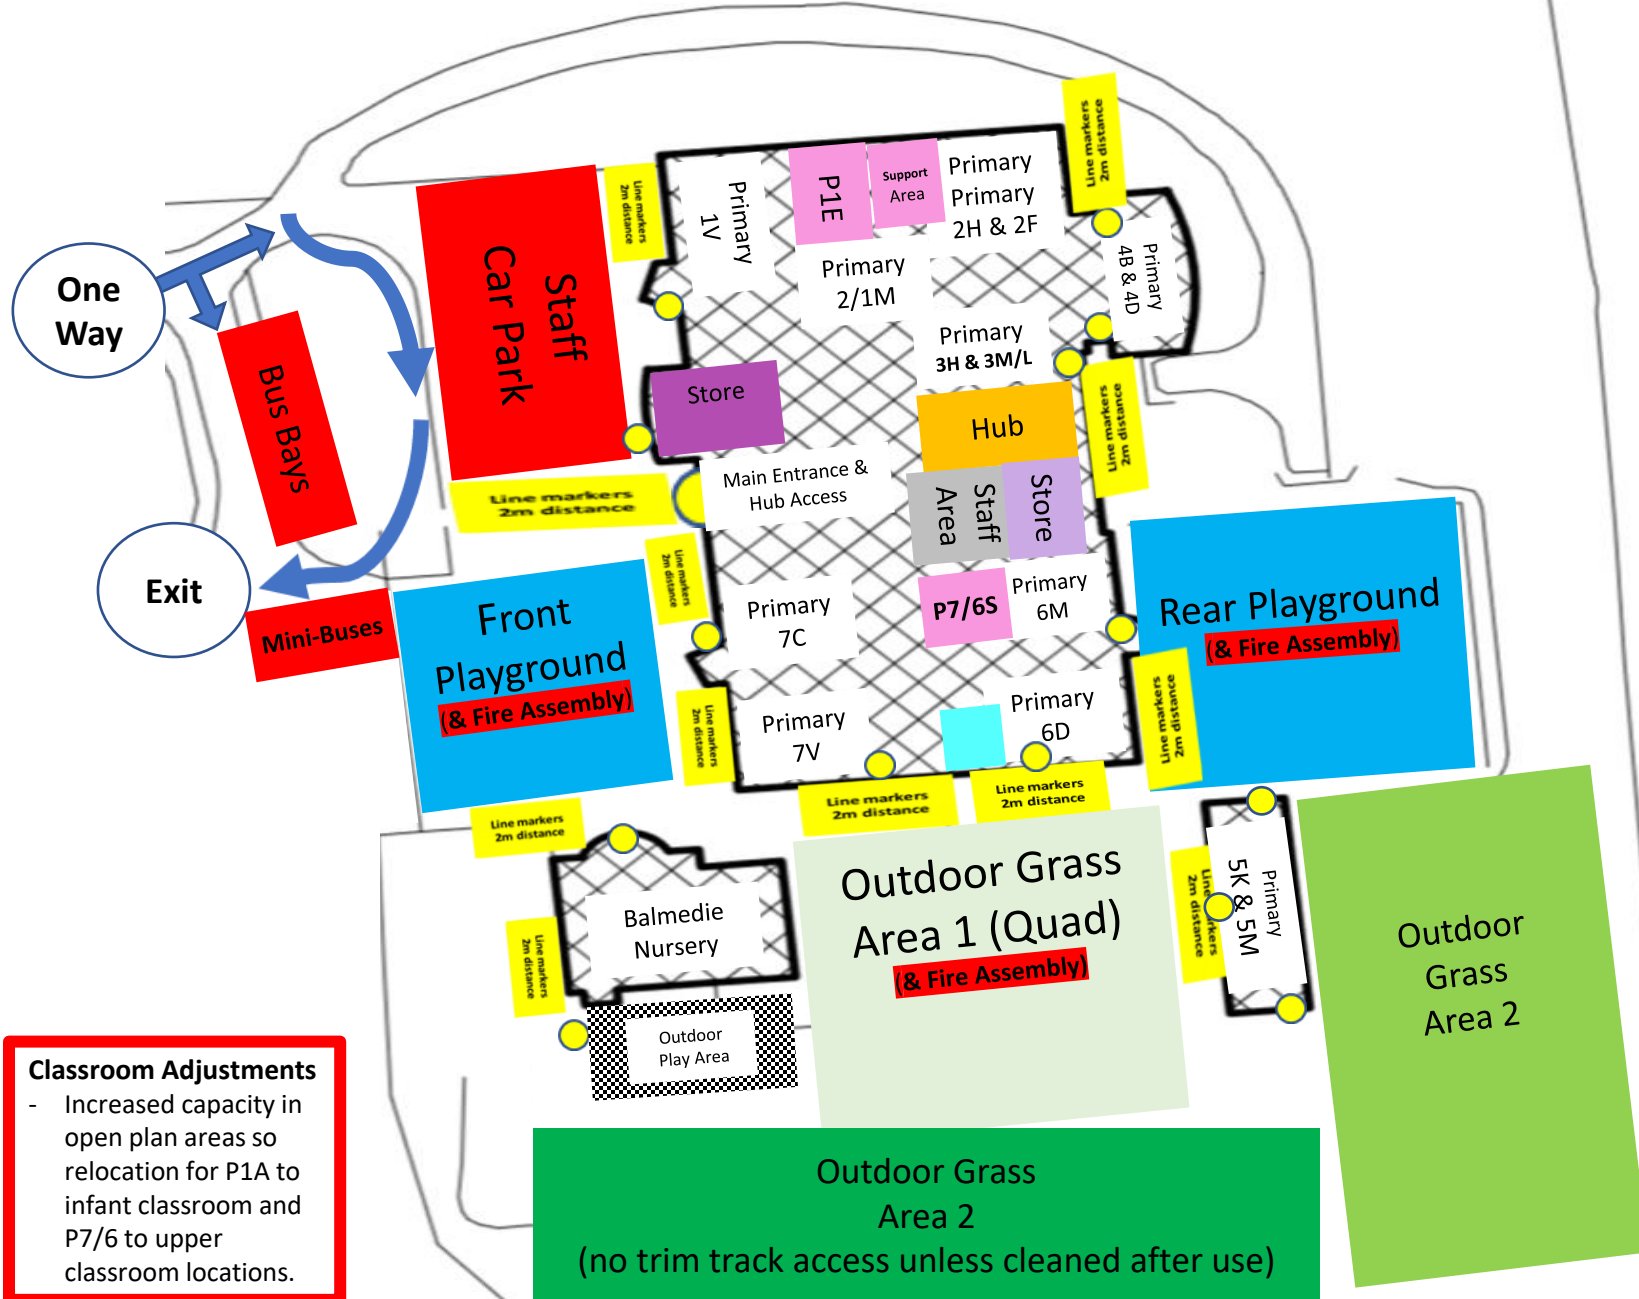 One
Way
Bus Bays
Exit
Mini-Buses
Staff
Car Park
Line markers
2m distance
Line markers
2m distance
Primary
1V
P1E
Support
Area
Primary
Primary
2H & 2F
Line markers
2m distance
Primary
2/1M
Primary
4B & 4D
Primary
3H & 3M/L
Store
Hub
Line markers
2m distance
Main Entrance &
Hub Access
Staff
Area
Store
Front
Playground
(& Fire Assembly)
Line markers
2m distance
Primary
7C
P7/6S
Primary
6M
Rear Playground
(& Fire Assembly)
Line markers
2m distance
Primary
7V
Primary
6D
Line markers
2m distance
Line markers
2m distance
Line markers
2m distance
Line markers
2m distance
Balmedie
Nursery
Line markers
2m distance
Outdoor
Play Area
Outdoor Grass
Area 1 (Quad)
(& Fire Assembly)
Line markers
2m distance
Primary
5K & 5M
Outdoor
Grass
Area 2
Classroom Adjustments
- Increased capacity in
open plan areas so
relocation for P1A to
infant classroom and
P7/6 to upper
classroom locations.
Outdoor Grass
Area 2
(no trim track access unless cleaned after use)